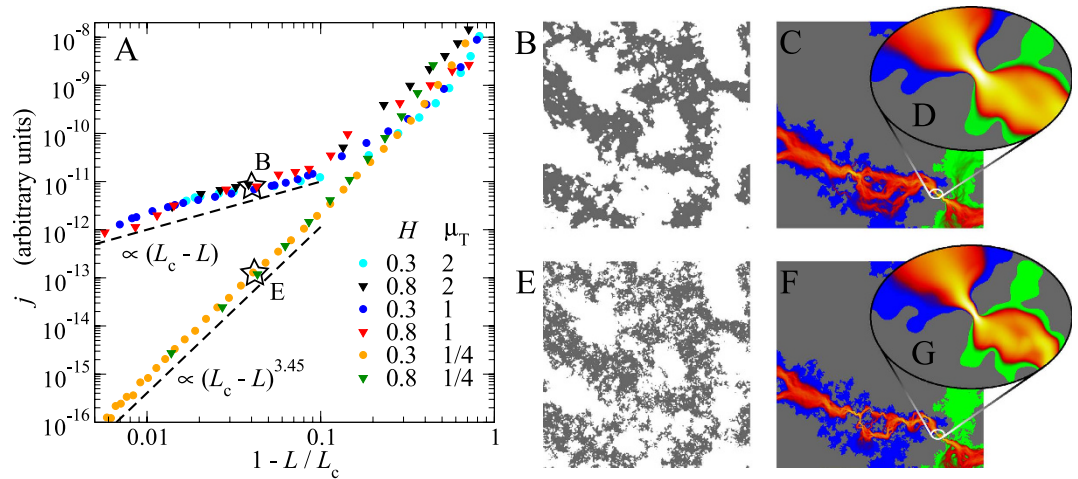 A
B
C
D
E
F
G
j (arbitrary units)
10⁻⁸
10⁻⁹
10⁻¹⁰
10⁻¹¹
10⁻¹²
10⁻¹³
10⁻¹⁴
10⁻¹⁵
10⁻¹⁶
B
E
∝ (L_c - L)
∝ (L_c - L)^3.45
H μ_T
0.3 2
0.8 2
0.3 1
0.8 1
0.3 1/4
0.8 1/4
0.01 0.1 1
1 - L / L_c